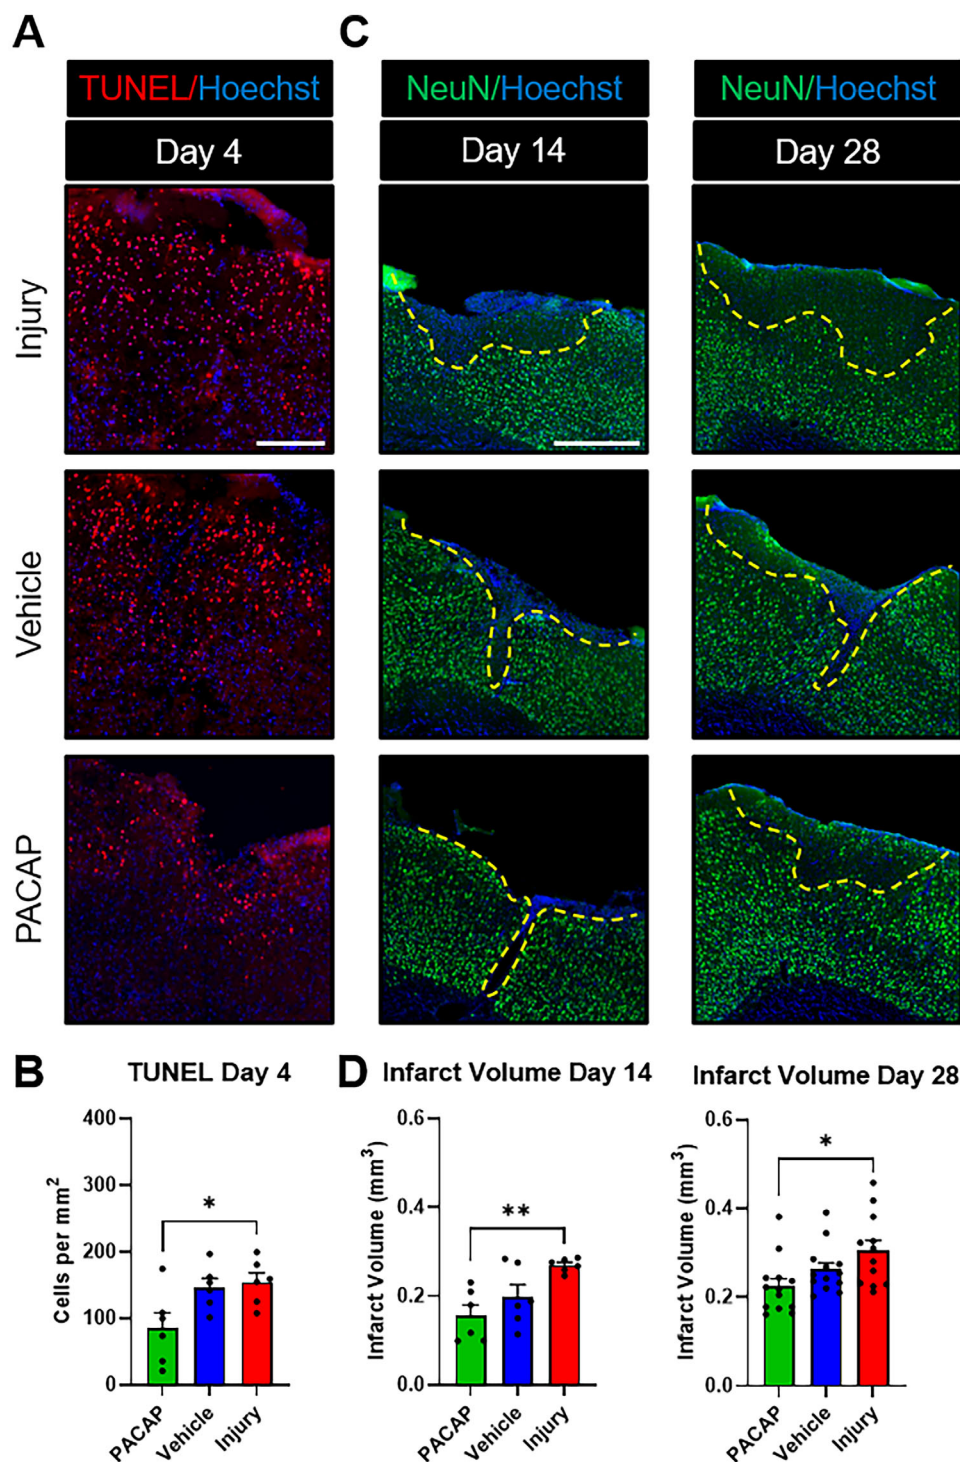 A
C
TUNEL/Hoechst
NeuN/Hoechst
NeuN/Hoechst
Day 4
Day 14
Day 28
Injury
Vehicle
PACAP
B
TUNEL Day 4
Cells per mm²
400
300
200
100
0
*
PACAP
Vehicle
Injury
D
Infarct Volume Day 14
Infarct Volume (mm³)
0.6
0.4
0.2
0.0
**
PACAP
Vehicle
Injury
Infarct Volume Day 28
Infarct Volume (mm³)
0.6
0.4
0.2
0.0
*
PACAP
Vehicle
Injury